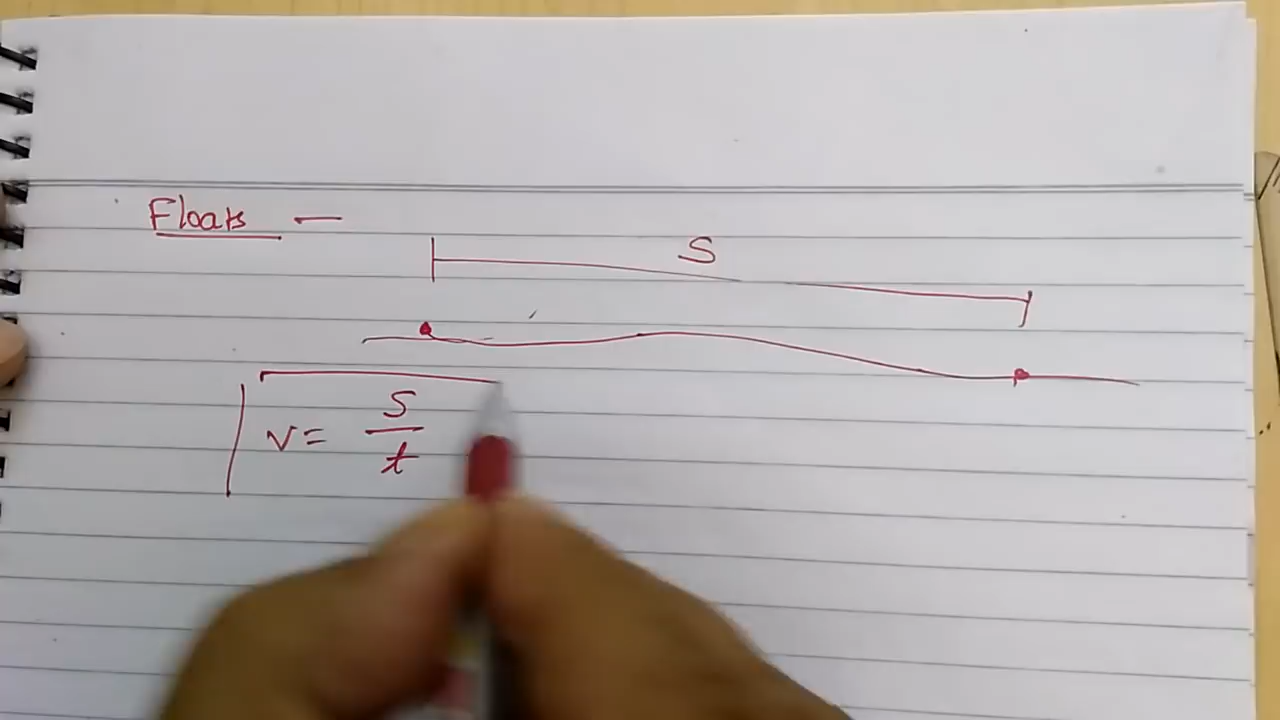 Floats —
S
v = S/t